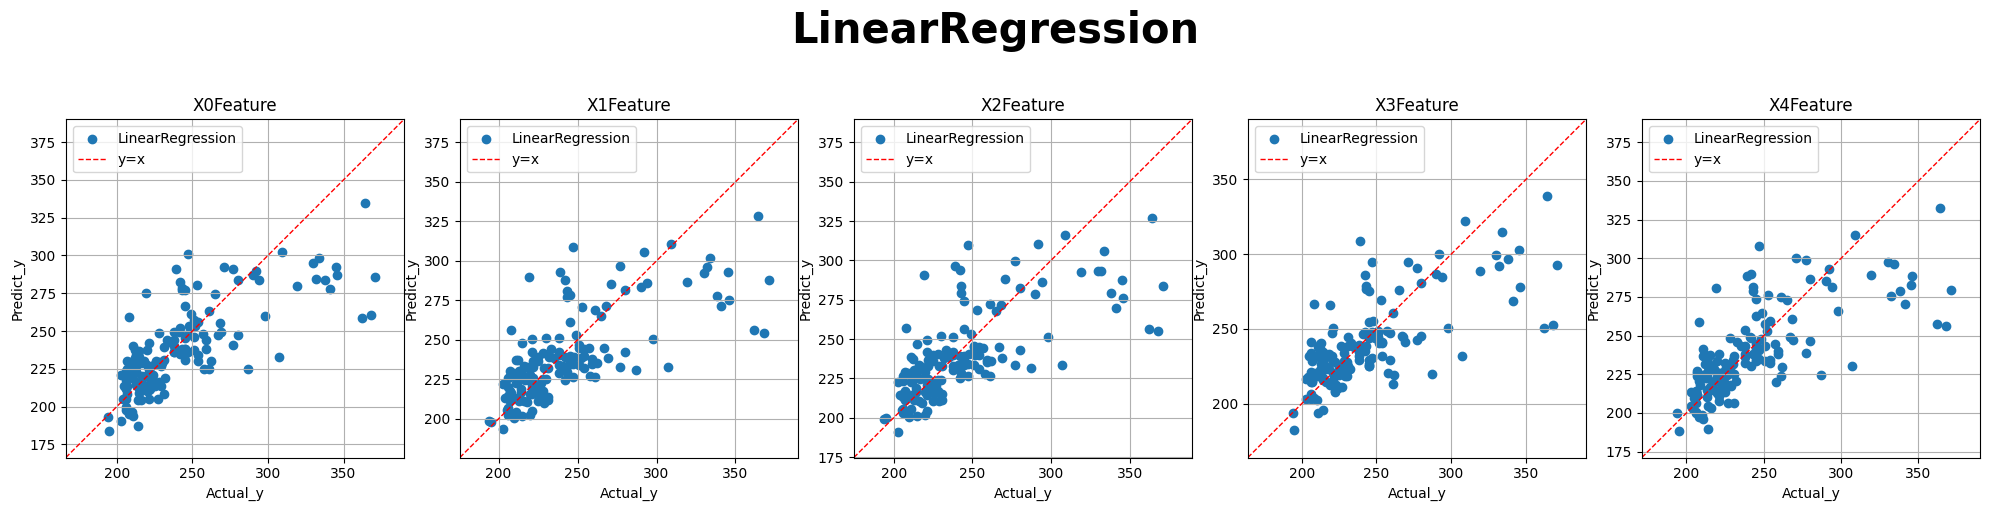 LinearRegression
X0Feature
LinearRegression
y=x
375
350
325
300
275
250
225
200
175
200
250
300
350
Predict_y
Actual_y
X1Feature
LinearRegression
y=x
375
350
325
300
275
250
225
200
200
250
300
350
Predict_y
Actual_y
X2Feature
LinearRegression
y=x
375
350
325
300
275
250
225
200
175
200
250
300
350
Predict_y
Actual_y
X3Feature
LinearRegression
y=x
350
300
250
200
200
250
300
350
Predict_y
Actual_y
X4Feature
LinearRegression
y=x
375
350
325
300
275
250
225
200
175
200
250
300
350
Predict_y
Actual_y